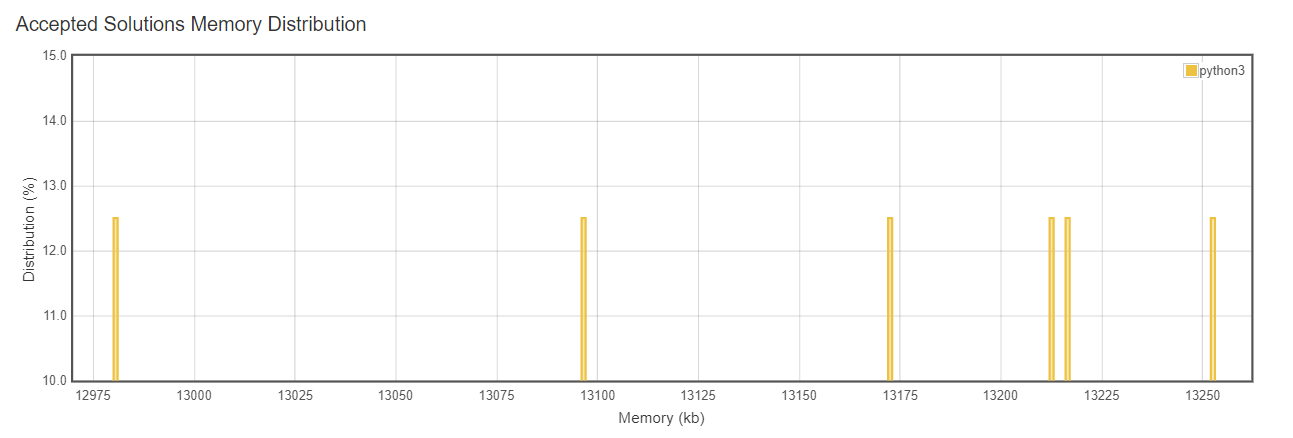 Accepted Solutions Memory Distribution
15.0
python3
14.0
13.0
12.0
11.0
10.0
Distribution (%)
12975 13000 13025 13050 13075 13100 13125 13150 13175 13200 13225 13250
Memory (kb)